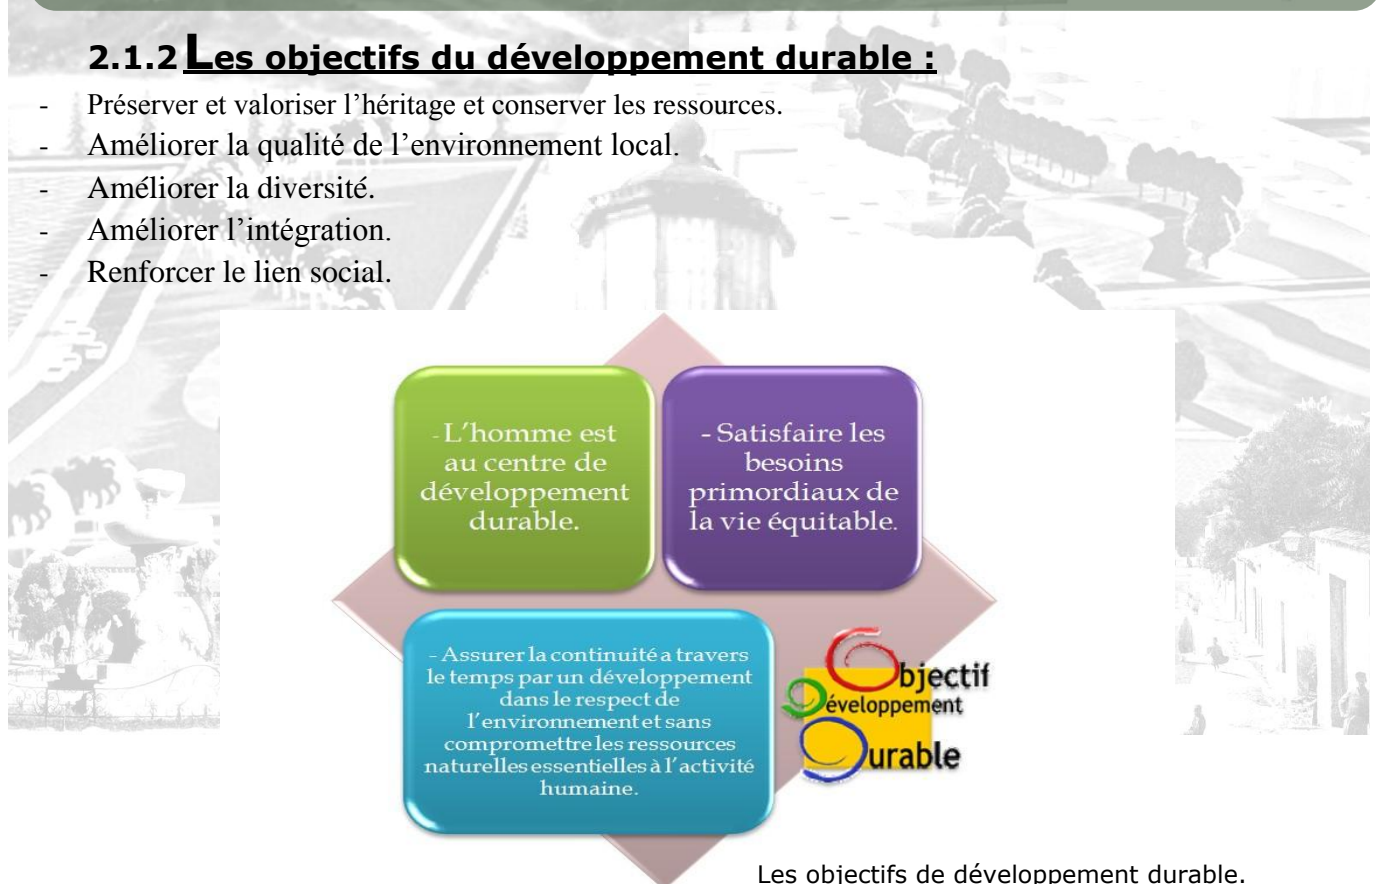 2.1.2 Les objectifs du développement durable :
- Préserver et valoriser l’héritage et conserver les ressources.
- Améliorer la qualité de l’environnement local.
- Améliorer la diversité.
- Améliorer l’intégration.
- Renforcer le lien social.
- L’homme est
au centre de
développement
durable.
- Satisfaire les
besoins
primordiaux de
la vie équitable.
- Assurer la continuité a travers
le temps par un développement
dans le respect de
l’environnement et sans
compromettre les ressources
naturelles essentielles à l’activité
humaine.
Objectif
Développement
Durable
Les objectifs de développement durable.